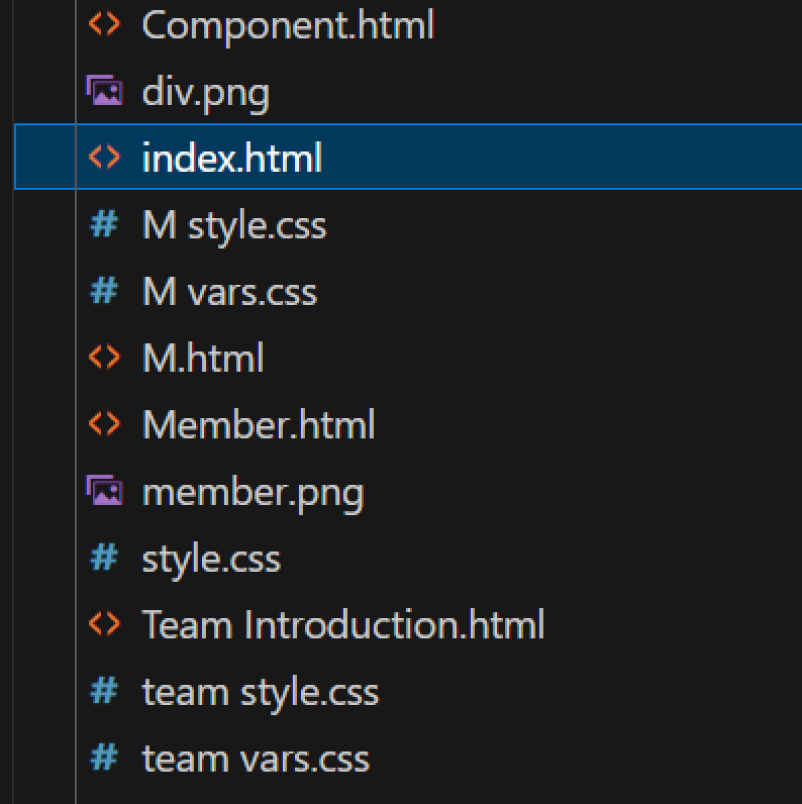 Component.html
div.png
index.html
M style.css
M vars.css
M.html
Member.html
member.png
style.css
Team Introduction.html
team style.css
team vars.css